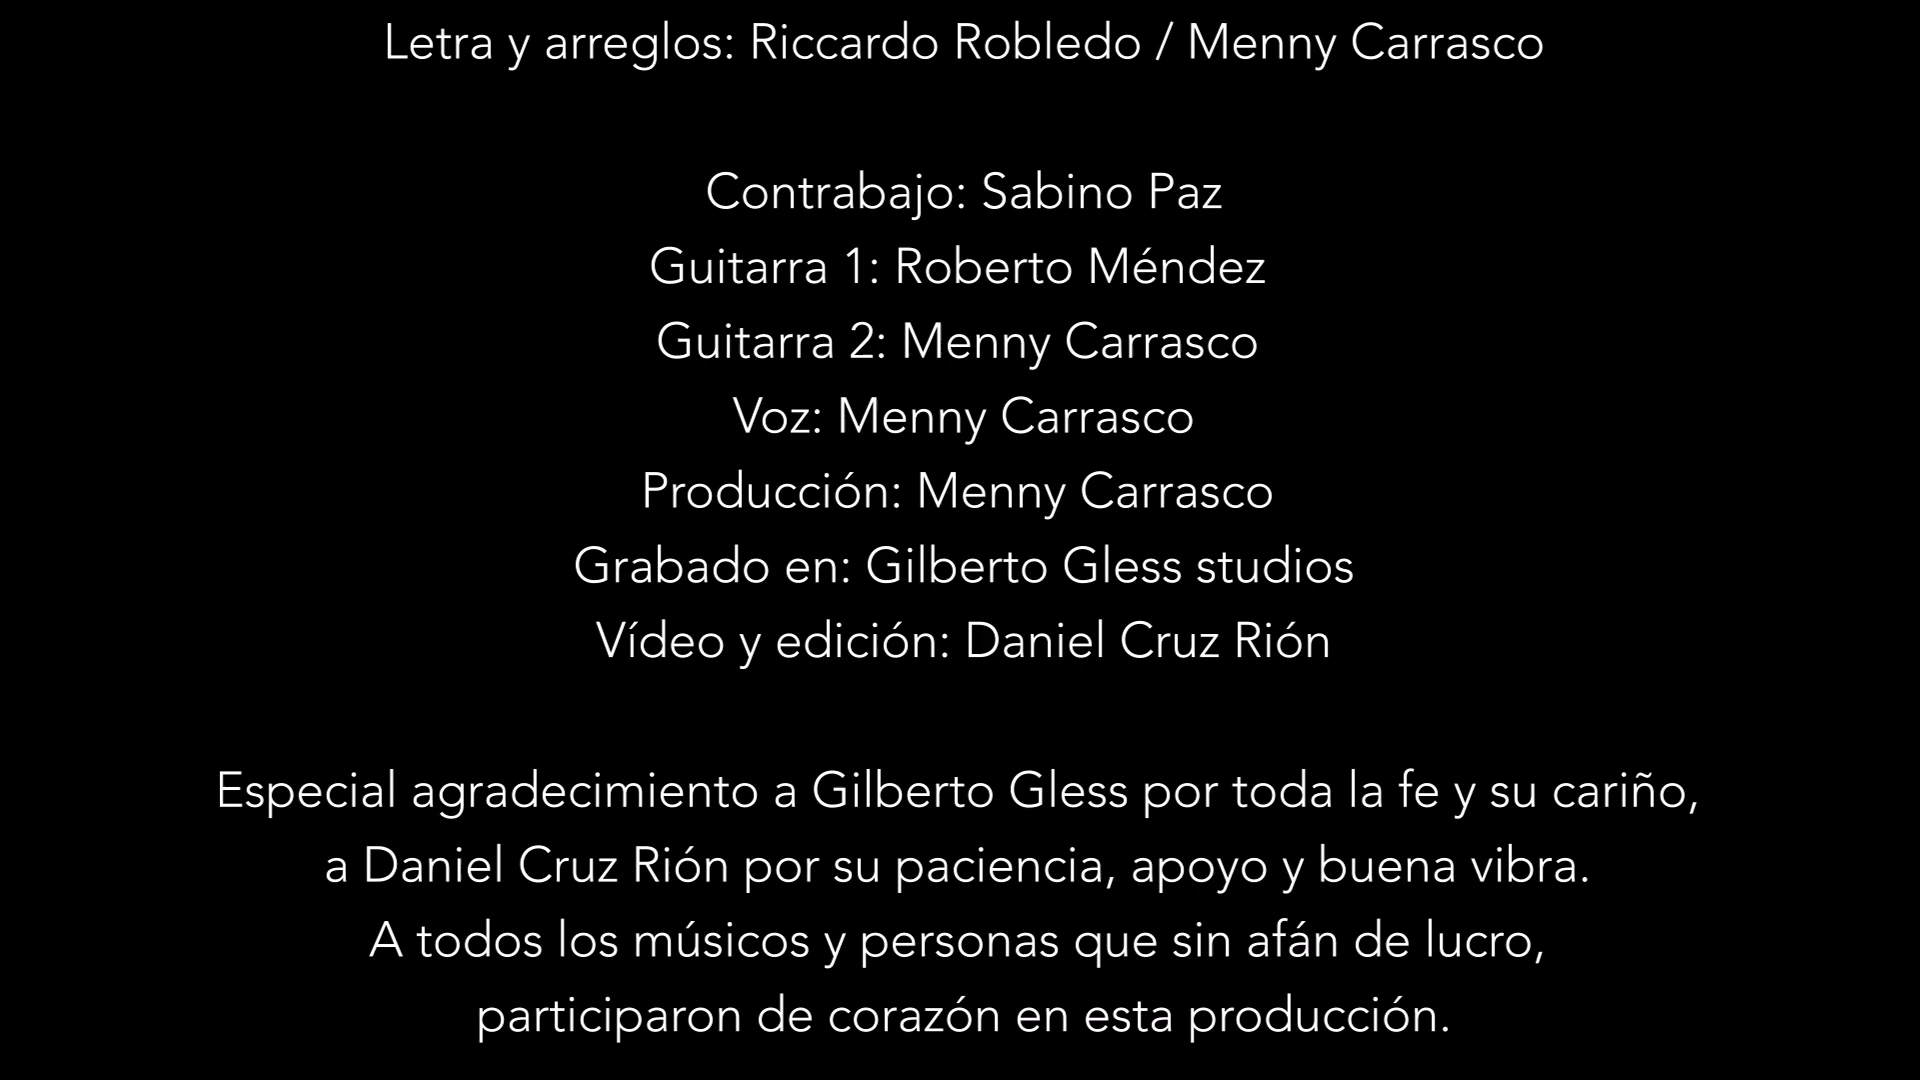 Letra y arreglos: Riccardo Robledo / Menny Carrasco
Contrabajo: Sabino Paz
Guitarra 1: Roberto Méndez
Guitarra 2: Menny Carrasco
Voz: Menny Carrasco
Producción: Menny Carrasco
Grabado en: Gilberto Gless studios
Vídeo y edición: Daniel Cruz Rión
Especial agradecimiento a Gilberto Gless por toda la fe y su cariño,
a Daniel Cruz Rión por su paciencia, apoyo y buena vibra.
A todos los músicos y personas que sin afán de lucro,
participaron de corazón en esta producción.